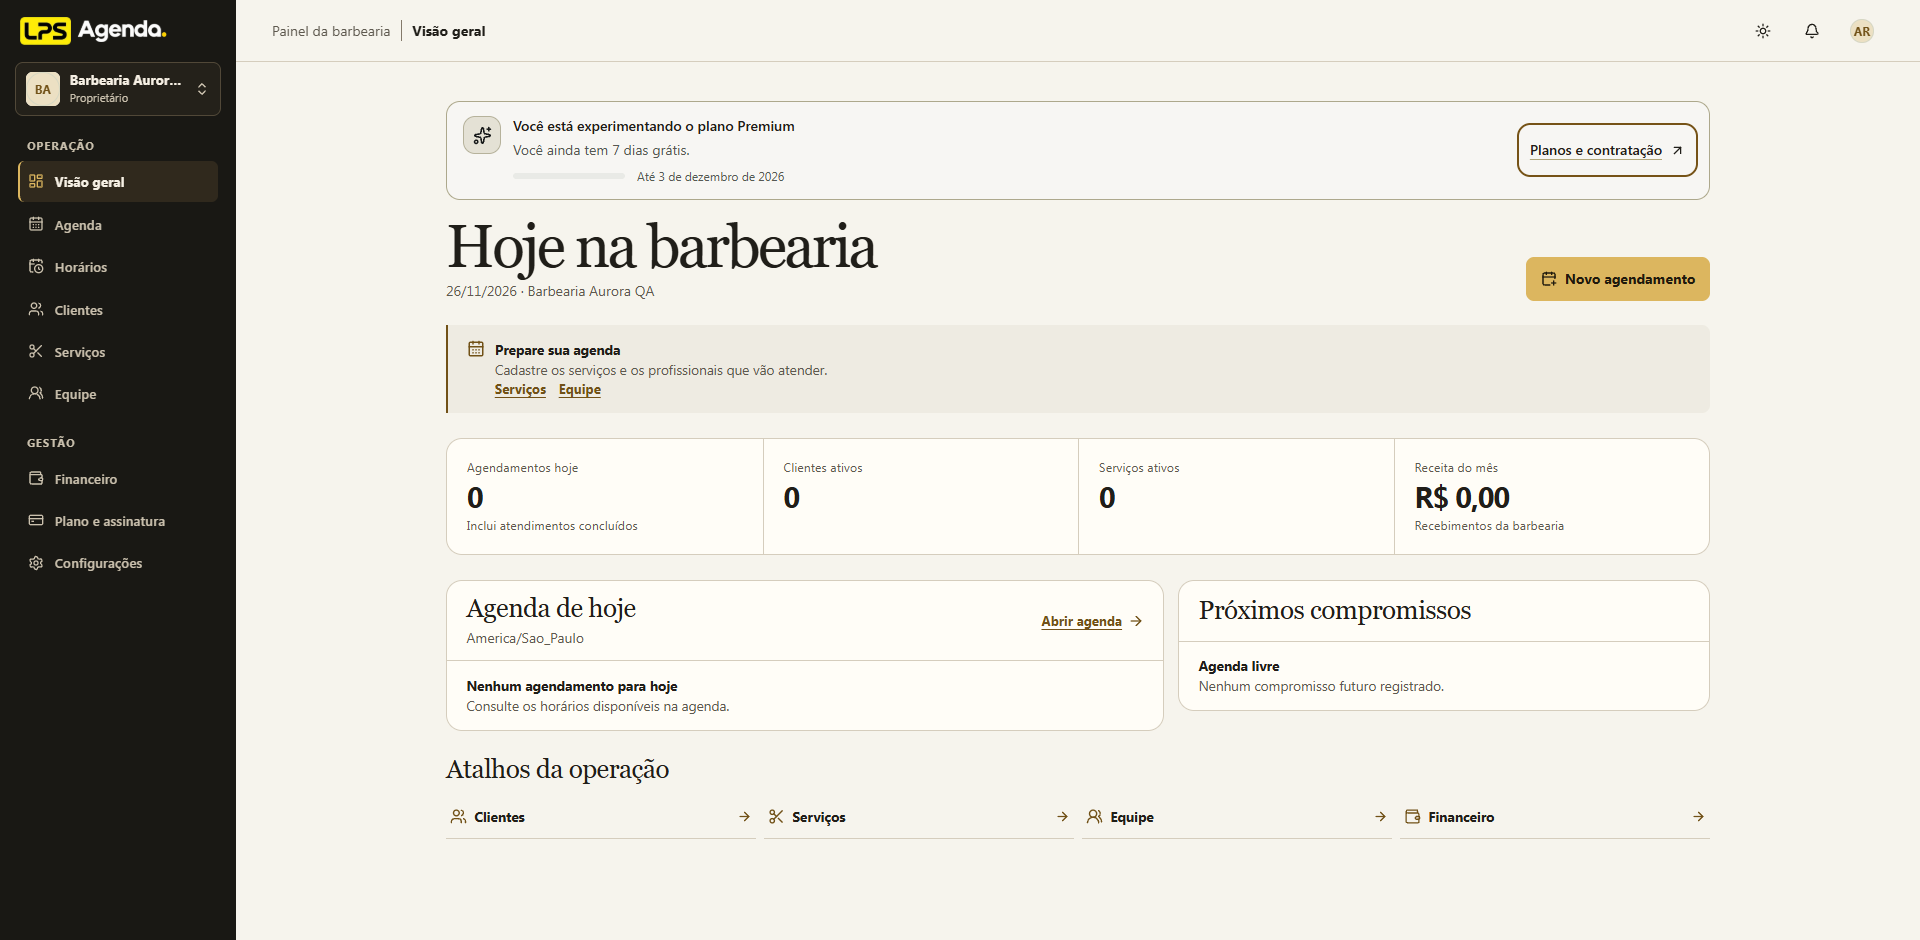 LPS Agenda.
BA
Barbearia Auror...
Proprietário
OPERAÇÃO
Visão geral
Agenda
Horários
Clientes
Serviços
Equipe
GESTÃO
Financeiro
Plano e assinatura
Configurações
Painel da barbearia
Visão geral
AR
Você está experimentando o plano Premium
Você ainda tem 7 dias grátis.
Até 3 de dezembro de 2026
Planos e contratação
Hoje na barbearia
26/11/2026 · Barbearia Aurora QA
Novo agendamento
Prepare sua agenda
Cadastre os serviços e os profissionais que vão atender.
Serviços Equipe
Agendamentos hoje
0
Inclui atendimentos concluídos
Clientes ativos
0
Serviços ativos
0
Receita do mês
R$ 0,00
Recebimentos da barbearia
Agenda de hoje
America/Sao_Paulo
Abrir agenda
Nenhum agendamento para hoje
Consulte os horários disponíveis na agenda.
Próximos compromissos
Agenda livre
Nenhum compromisso futuro registrado.
Atalhos da operação
Clientes
Serviços
Equipe
Financeiro